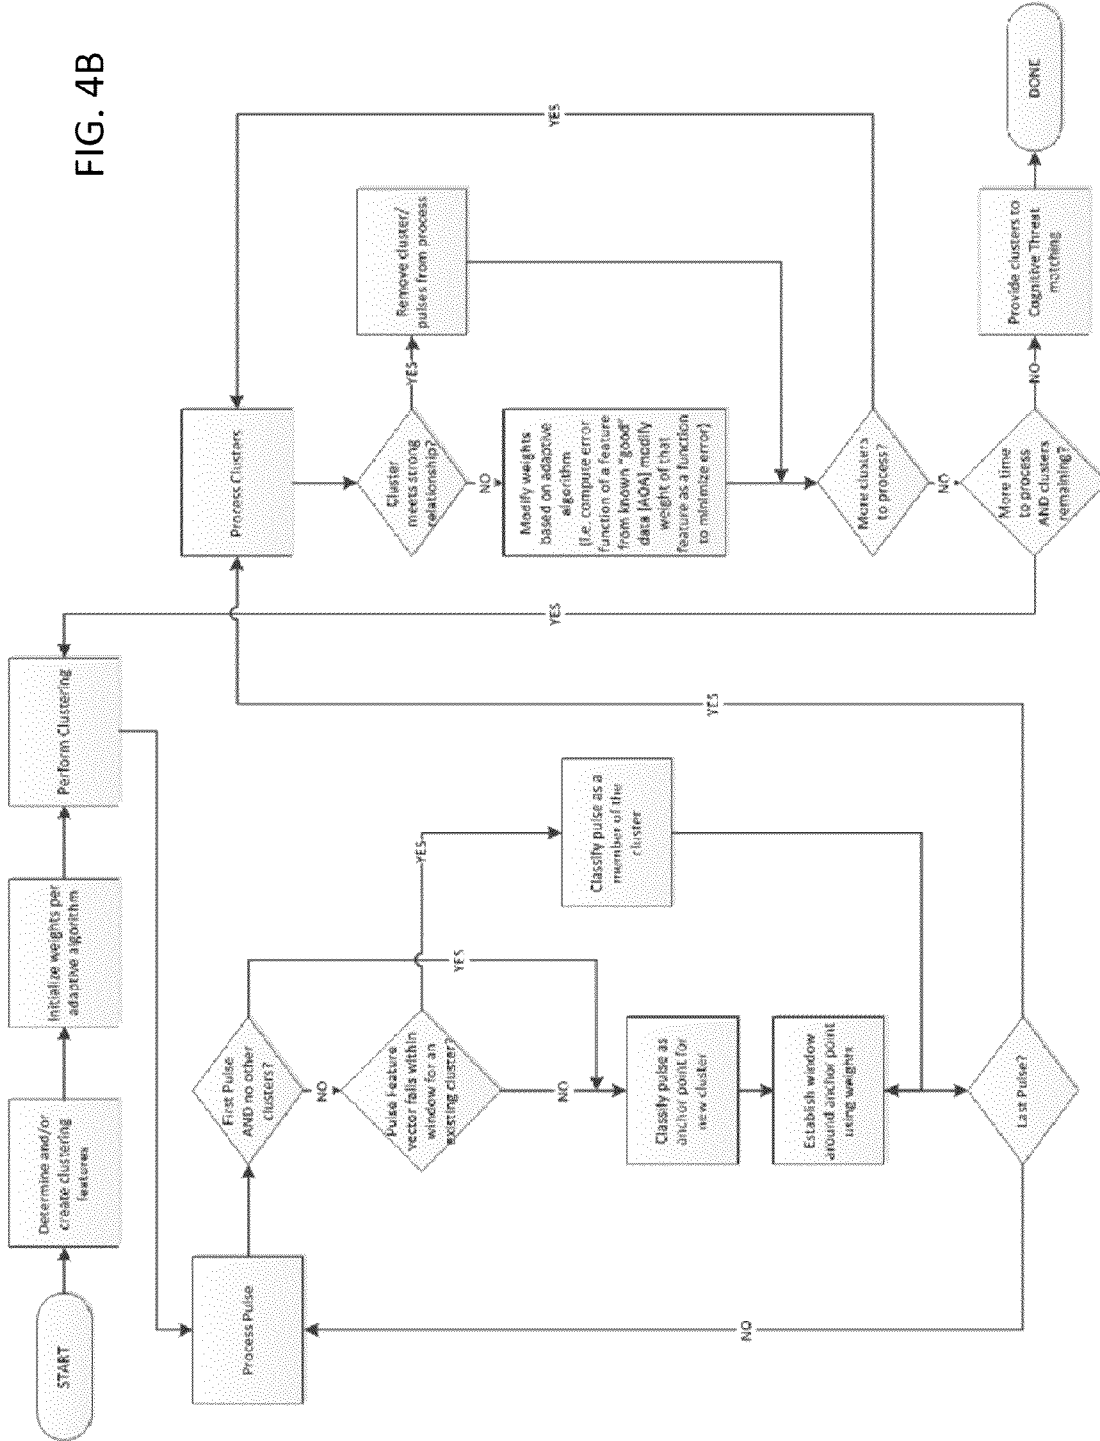 FIG. 4B
START
Determine and/or
create clustering
features
Initialize weights per
adaptive algorithm
Perform Clustering
Process Pulse
First Pulse
AND no other
clusters?
NO
YES
Pulse Feature
vector falls within
window for an
existing cluster?
YES
NO
Classify pulse as a
member of the
cluster
Classify pulse as
anchor point for
new cluster
Establish window
around anchor point
using weights
Last Pulse?
NO
YES
Process Clusters
Cluster
meets strong
relationship?
YES
NO
Remove cluster/
pulses from process
Modify weights
based on adaptive
algorithm
(I.e. compute error
function of a feature
from known "good"
data [AOA] modify
weight of that
feature as a function
to minimize error)
More clusters
to process?
YES
NO
More time
to process
AND clusters
remaining?
YES
NO
Provide clusters to
Cognitive Threat
matching
DONE